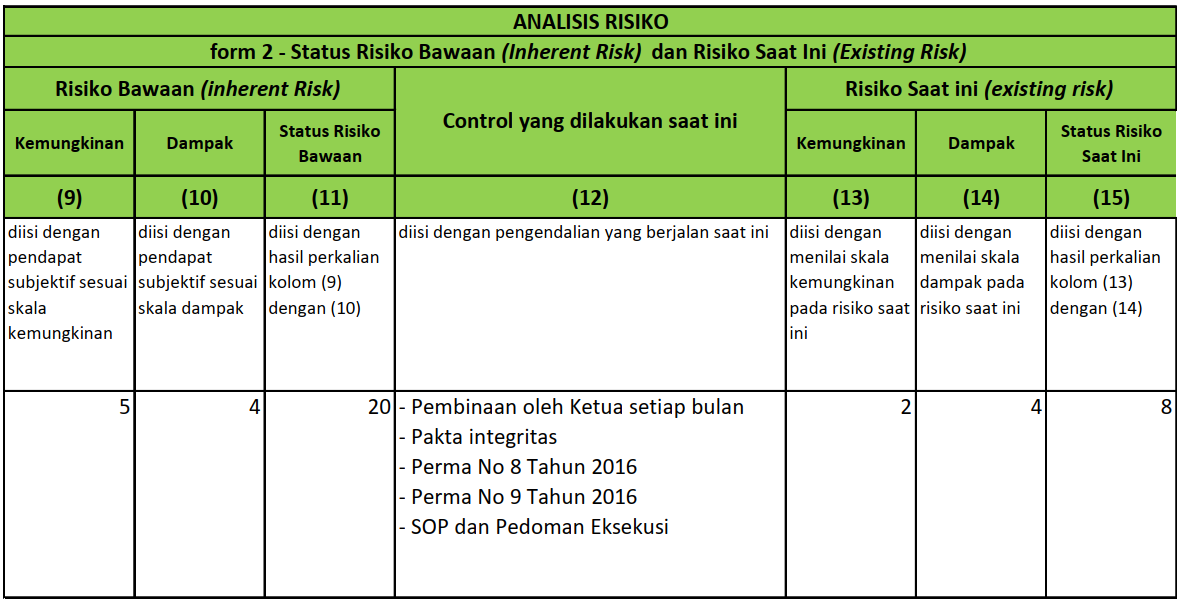 ANALISIS RISIKO
form 2 - Status Risiko Bawaan (Inherent Risk) dan Risiko Saat Ini (Existing Risk)
Risiko Bawaan (inherent Risk)
Control yang dilakukan saat ini
Risiko Saat ini (existing risk)
Kemungkinan
Dampak
Status Risiko
Bawaan
Kemungkinan
Dampak
Status Risiko
Saat Ini
(9)
(10)
(11)
(12)
(13)
(14)
(15)
diisi dengan
pendapat
subjektif sesuai
skala
kemungkinan
diisi dengan
pendapat
subjektif sesuai
skala dampak
diisi dengan
hasil perkalian
kolom (9)
dengan (10)
diisi dengan pengendalian yang berjalan saat ini
diisi dengan
menilai skala
kemungkinan
pada risiko saat
ini
diisi dengan
menilai skala
dampak pada
risiko saat ini
diisi dengan
hasil perkalian
kolom (13)
dengan (14)
5
4
20
- Pembinaan oleh Ketua setiap bulan
- Pakta integritas
- Perma No 8 Tahun 2016
- Perma No 9 Tahun 2016
- SOP dan Pedoman Eksekusi
2
4
8